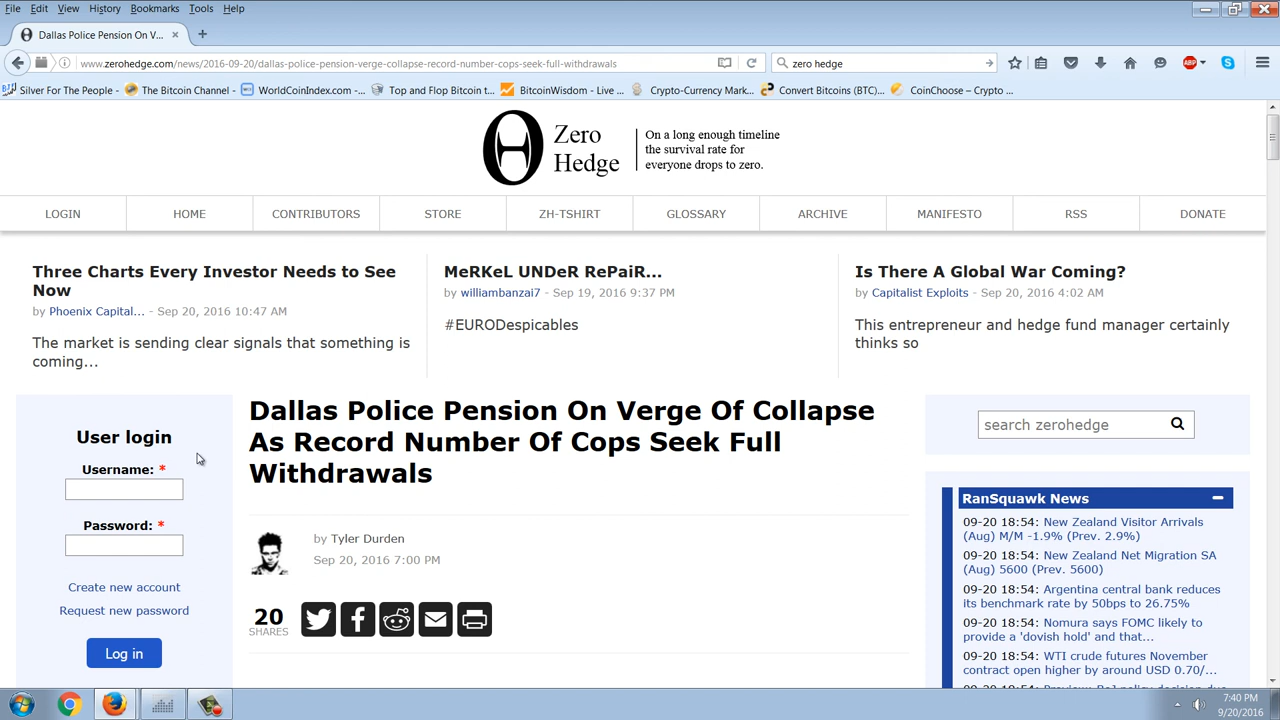 File Edit View History Bookmarks Tools Help
Dallas Police Pension On V...
www.zerohedge.com/news/2016-09-20/dallas-police-pension-verge-collapse-record-number-cops-seek-full-withdrawals
zero hedge
ABP
Silver For The People - The Bitcoin Channel - WorldCoinIndex.com -... Top and Flop Bitcoin t... BitcoinWisdom - Live ... Crypto-Currency Mark... Convert Bitcoins (BTC)... CoinChoose – Crypto ...
Zero
Hedge
On a long enough timeline
the survival rate for
everyone drops to zero.
LOGIN HOME CONTRIBUTORS STORE ZH-TSHIRT GLOSSARY ARCHIVE MANIFESTO RSS DONATE
Three Charts Every Investor Needs to See
Now
by Phoenix Capital... - Sep 20, 2016 10:47 AM
The market is sending clear signals that something is
coming...
MeRKeL UNDeR RePaiR...
by williambanzai7 - Sep 19, 2016 9:37 PM
#EURODespicables
Is There A Global War Coming?
by Capitalist Exploits - Sep 20, 2016 4:02 AM
This entrepreneur and hedge fund manager certainly
thinks so
User login
Username: *
Password: *
Create new account
Request new password
Log in
Dallas Police Pension On Verge Of Collapse
As Record Number Of Cops Seek Full
Withdrawals
by Tyler Durden
Sep 20, 2016 7:00 PM
20
SHARES
search zerohedge
RanSquawk News
09-20 18:54: New Zealand Visitor Arrivals
(Aug) M/M -1.9% (Prev. 2.9%)
09-20 18:54: New Zealand Net Migration SA
(Aug) 5600 (Prev. 5600)
09-20 18:54: Argentina central bank reduces
its benchmark rate by 50bps to 26.75%
09-20 18:54: Nomura says FOMC likely to
provide a 'dovish hold' and that...
09-20 18:54: WTI crude futures November
contract open higher by around USD 0.70/...
7:40 PM
9/20/2016